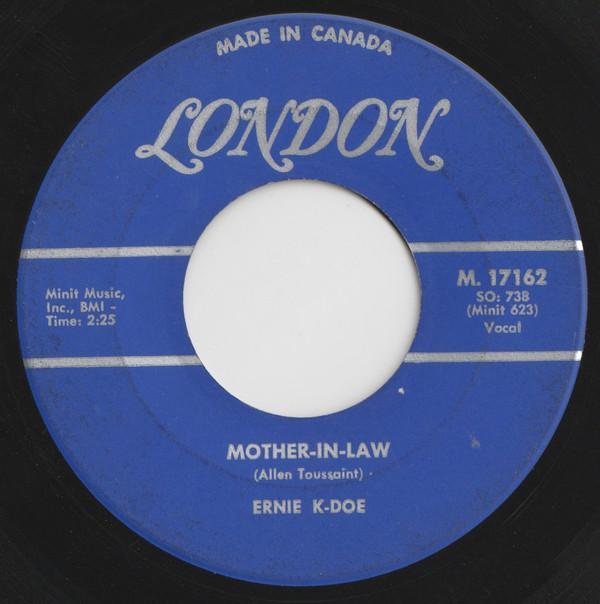 MADE IN CANADA
LONDON
Minit Music,
Inc., BMI -
Time: 2:25
M. 17162
SO: 738
(Minit 623)
Vocal
MOTHER-IN-LAW
(Allen Toussaint)
ERNIE K-DOE